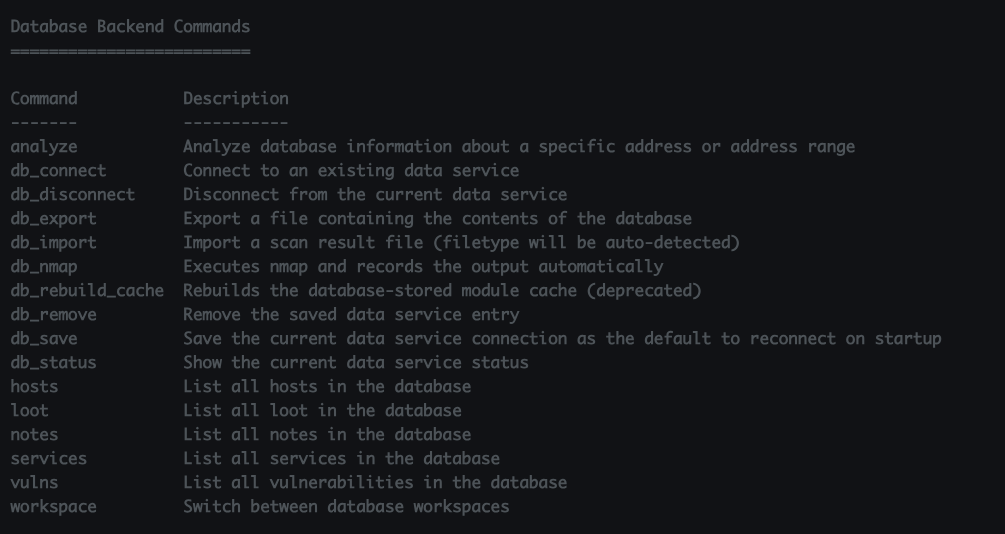 Database Backend Commands
=========================
Command Description
------- -----------
analyze Analyze database information about a specific address or address range
db_connect Connect to an existing data service
db_disconnect Disconnect from the current data service
db_export Export a file containing the contents of the database
db_import Import a scan result file (filetype will be auto-detected)
db_nmap Executes nmap and records the output automatically
db_rebuild_cache Rebuilds the database-stored module cache (deprecated)
db_remove Remove the saved data service entry
db_save Save the current data service connection as the default to reconnect on startup
db_status Show the current data service status
hosts List all hosts in the database
loot List all loot in the database
notes List all notes in the database
services List all services in the database
vulns List all vulnerabilities in the database
workspace Switch between database workspaces